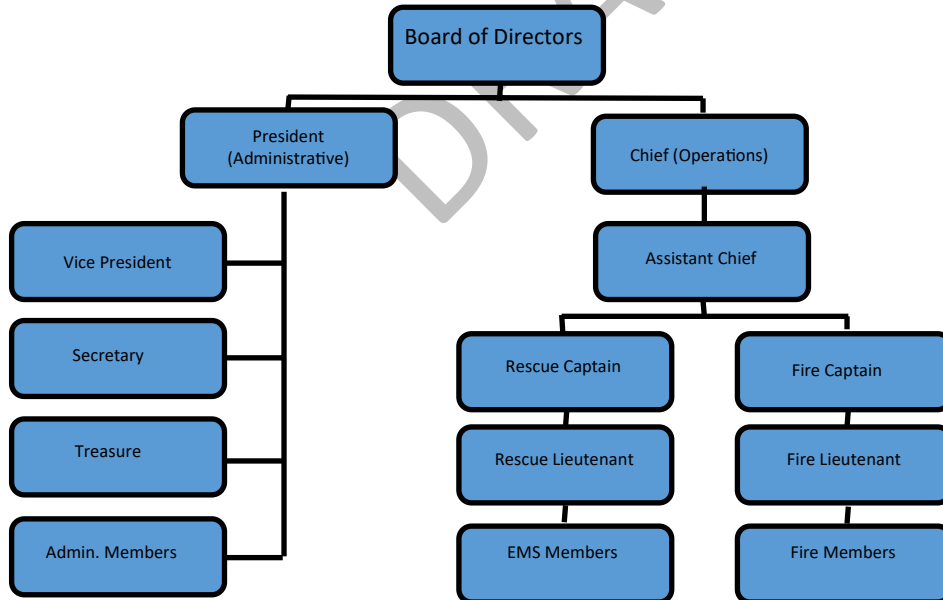 Board of Directors
President
(Administrative)
Chief (Operations)
Vice President
Assistant Chief
Secretary
Rescue Captain
Fire Captain
Treasure
Rescue Lieutenant
Fire Lieutenant
Admin. Members
EMS Members
Fire Members